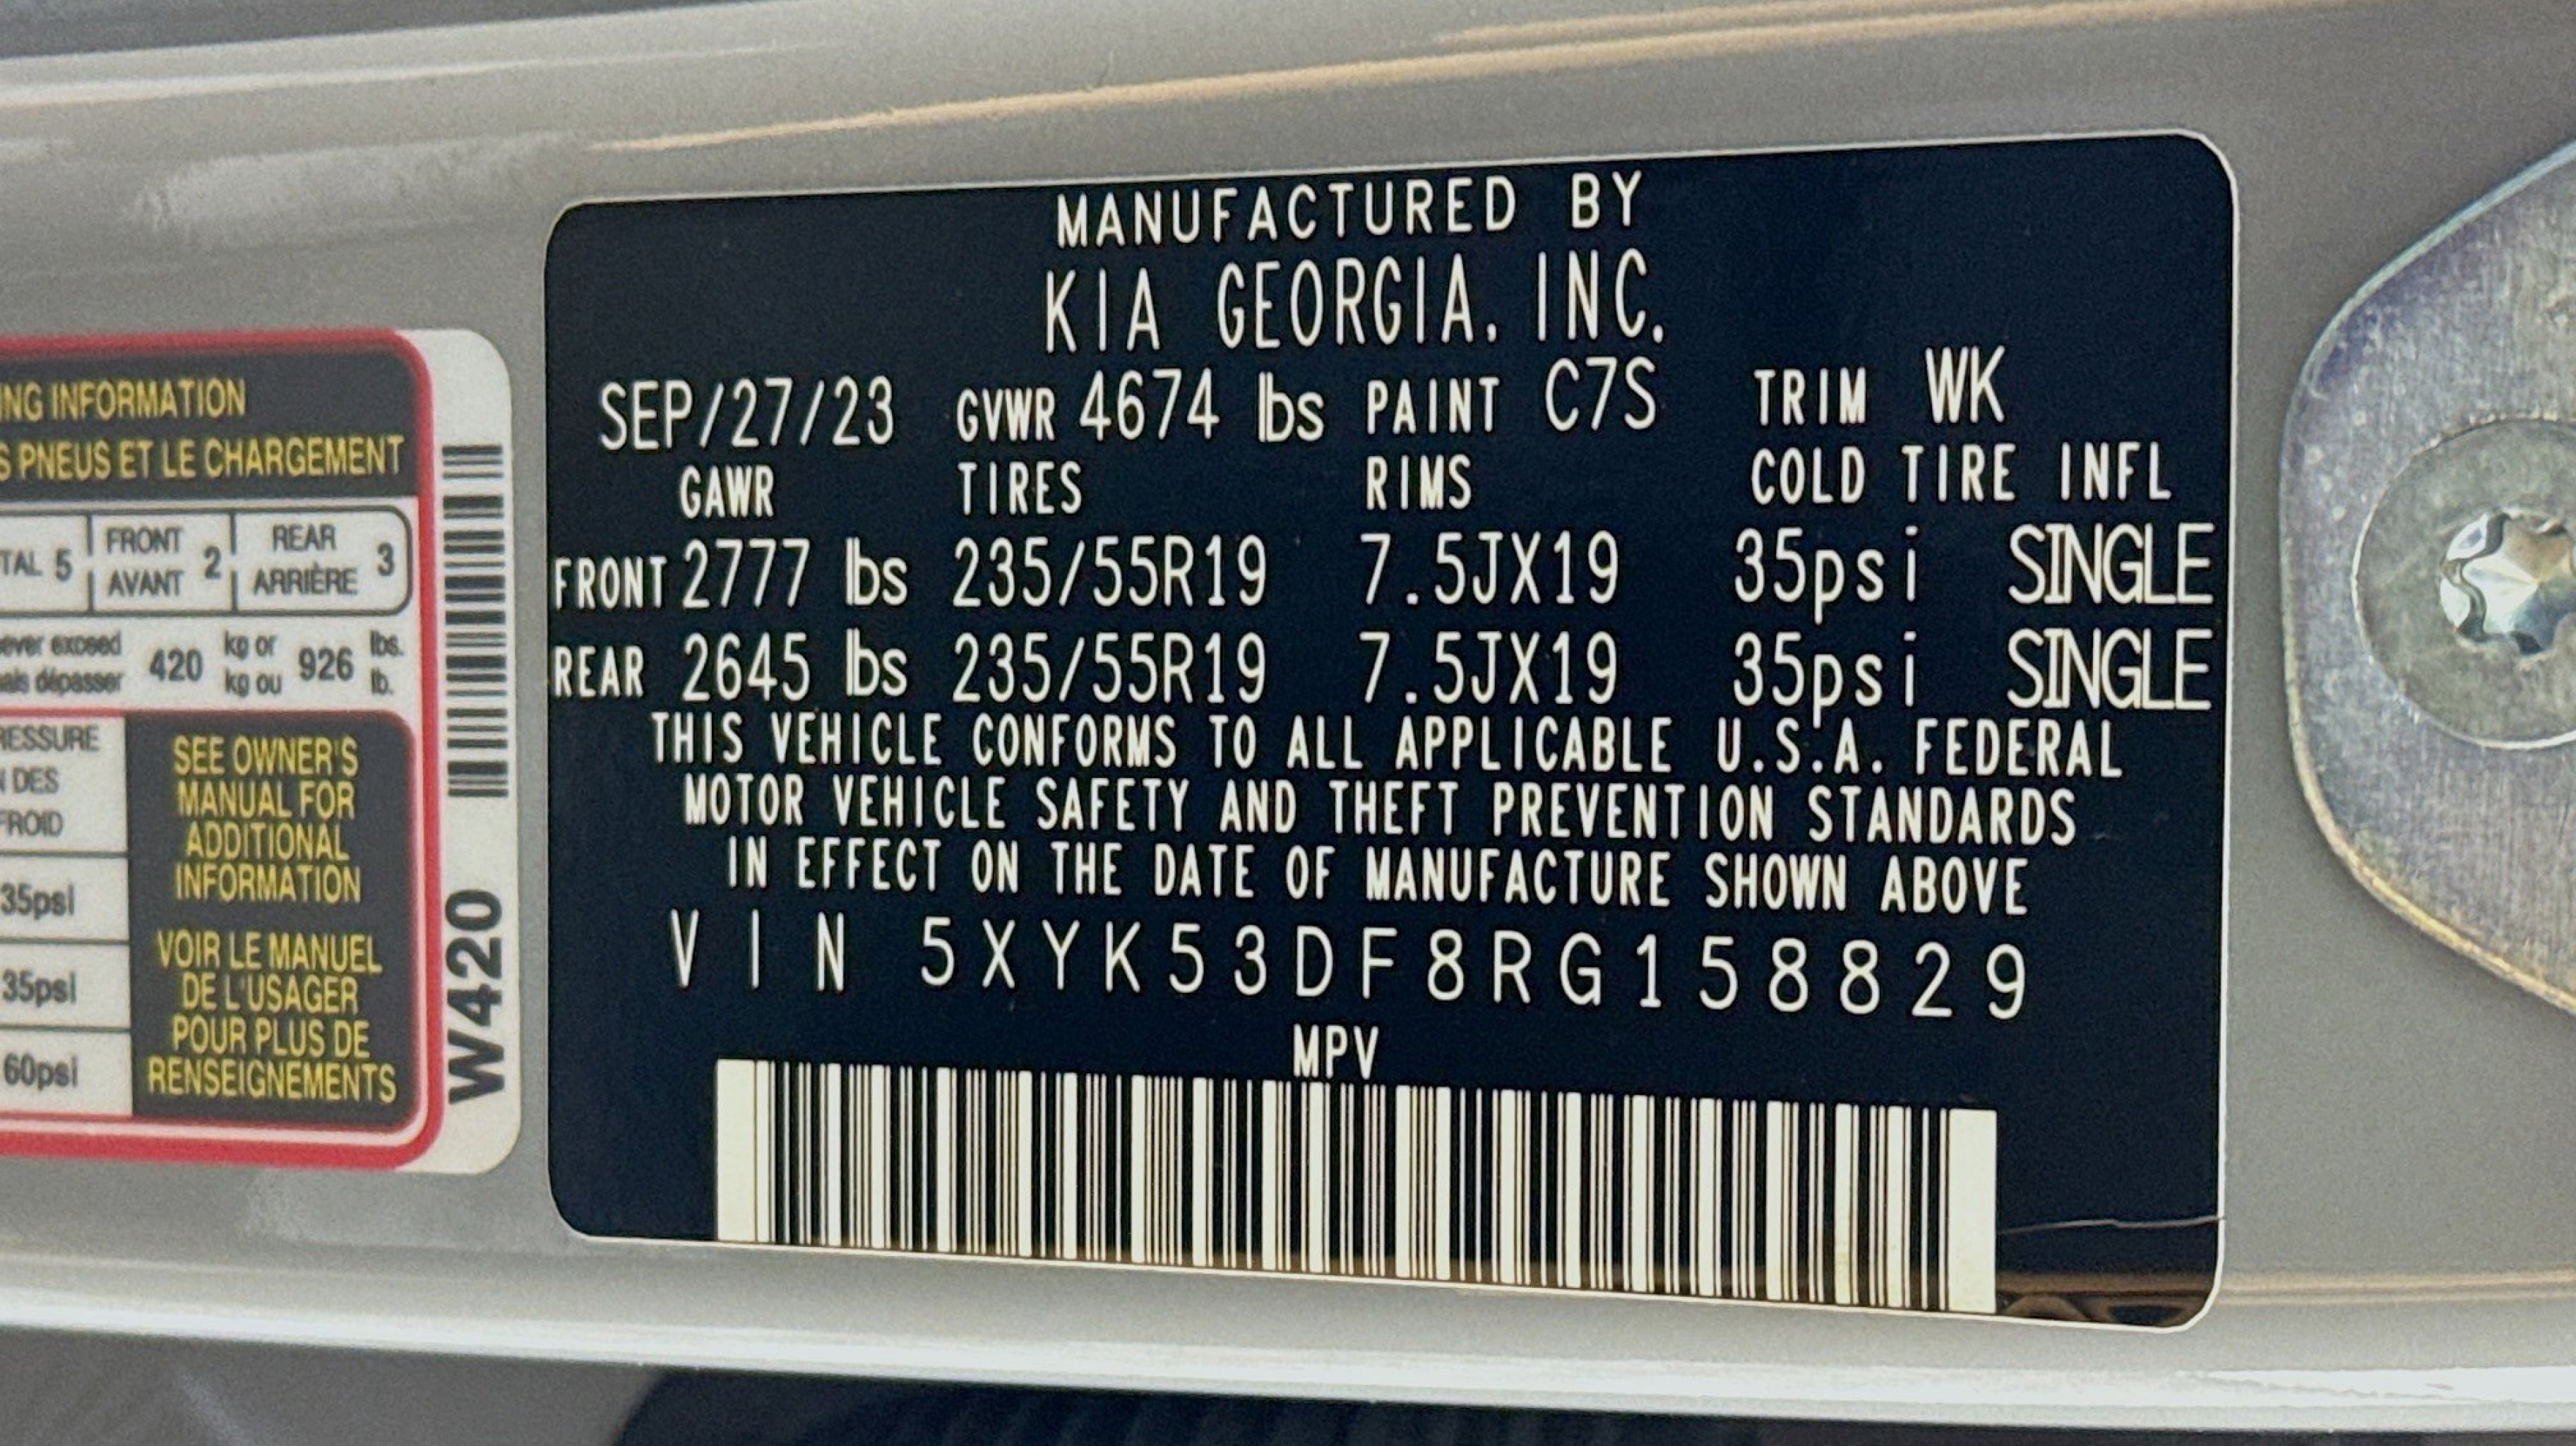 MANUFACTURED BY
KIA GEORGIA, INC.
SEP/27/23 GVWR 4674 lbs PAINT C7S TRIM WK
GAWR TIRES RIMS COLD TIRE INFL
FRONT 2777 lbs 235/55R19 7.5JX19 35psi SINGLE
REAR 2645 lbs 235/55R19 7.5JX19 35psi SINGLE
THIS VEHICLE CONFORMS TO ALL APPLICABLE U.S.A. FEDERAL
MOTOR VEHICLE SAFETY AND THEFT PREVENTION STANDARDS
IN EFFECT ON THE DATE OF MANUFACTURE SHOWN ABOVE
VIN 5XYK53DF8RG158829
MPV
INFORMATION
PNEUS ET LE CHARGEMENT
5 FRONT 2 REAR 3
AVANT ARRIÈRE
exceed 420 kg or 926 lbs.
dépasser kg ou lb.
DES
35psi
35psi
60psi
SEE OWNER'S
MANUAL FOR
ADDITIONAL
INFORMATION
VOIR LE MANUEL
DE L'USAGER
POUR PLUS DE
RENSEIGNEMENTS
W420